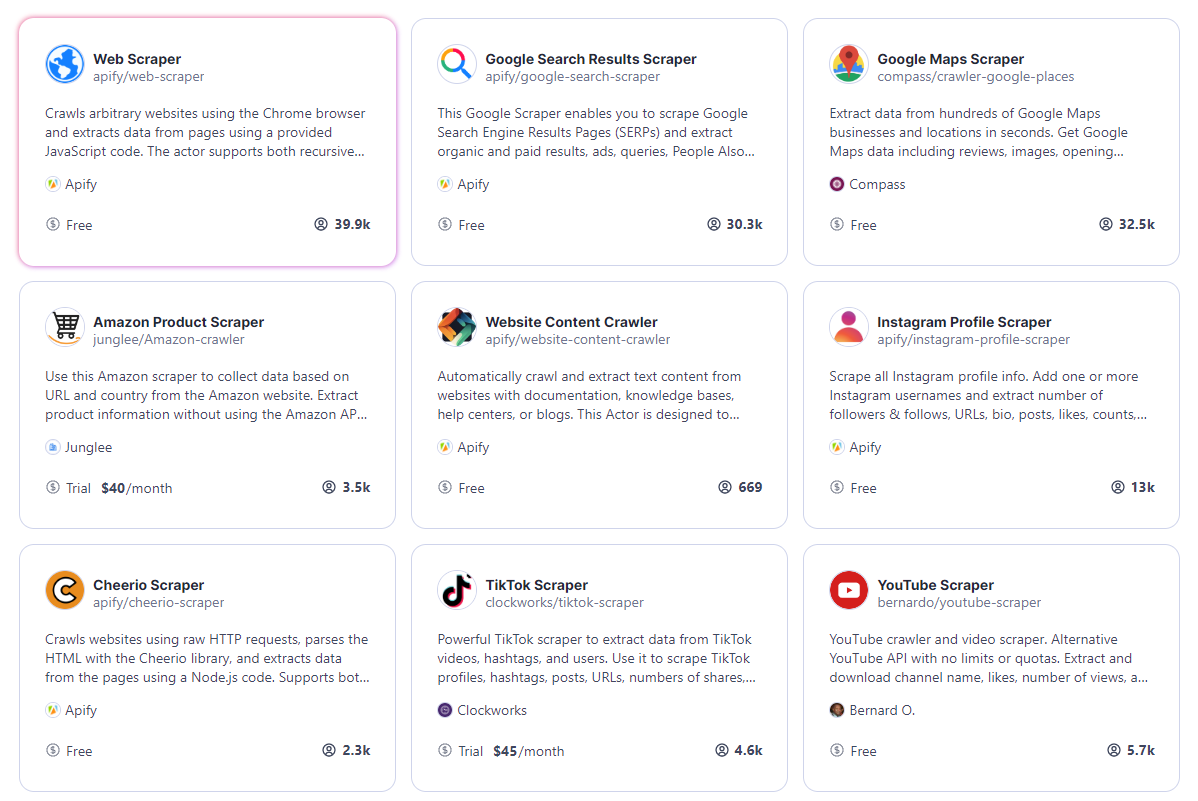 Web Scraper
apify/web-scraper
Crawls arbitrary websites using the Chrome browser
and extracts data from pages using a provided
JavaScript code. The actor supports both recursive...
Apify
Free
39.9k
Google Search Results Scraper
apify/google-search-scraper
This Google Scraper enables you to scrape Google
Search Engine Results Pages (SERPs) and extract
organic and paid results, ads, queries, People Also...
Apify
Free
30.3k
Google Maps Scraper
compass/crawler-google-places
Extract data from hundreds of Google Maps
businesses and locations in seconds. Get Google
Maps data including reviews, images, opening...
Compass
Free
32.5k
Amazon Product Scraper
junglee/Amazon-crawler
Use this Amazon scraper to collect data based on
URL and country from the Amazon website. Extract
product information without using the Amazon AP...
Junglee
Trial $40/month
3.5k
Website Content Crawler
apify/website-content-crawler
Automatically crawl and extract text content from
websites with documentation, knowledge bases,
help centers, or blogs. This Actor is designed to...
Apify
Free
669
Instagram Profile Scraper
apify/instagram-profile-scraper
Scrape all Instagram profile info. Add one or more
Instagram usernames and extract number of
followers & follows, URLs, bio, posts, likes, counts,...
Apify
Free
13k
Cheerio Scraper
apify/cheerio-scraper
Crawls websites using raw HTTP requests, parses the
HTML with the Cheerio library, and extracts data
from the pages using a Node.js code. Supports bot...
Apify
Free
2.3k
TikTok Scraper
clockworks/tiktok-scraper
Powerful TikTok scraper to extract data from TikTok
videos, hashtags, and users. Use it to scrape TikTok
profiles, hashtags, posts, URLs, numbers of shares,...
Clockworks
Trial $45/month
4.6k
YouTube Scraper
bernardo/youtube-scraper
YouTube crawler and video scraper. Alternative
YouTube API with no limits or quotas. Extract and
download channel name, likes, number of views, a...
Bernard O.
Free
5.7k